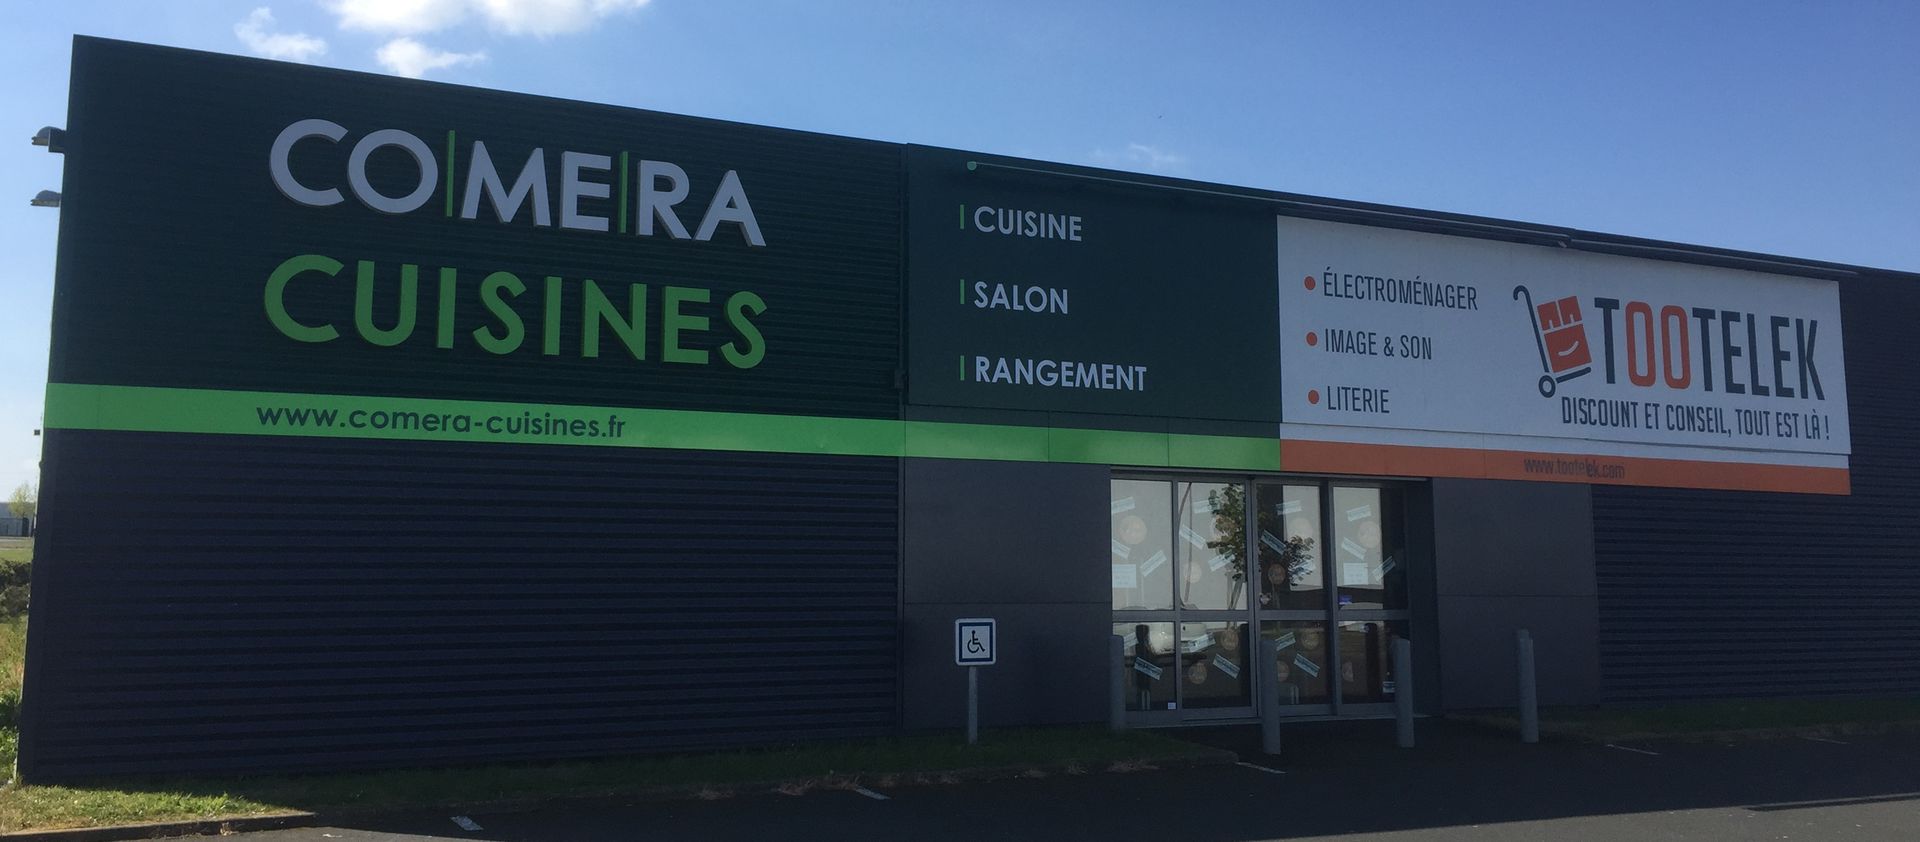 CO|ME|RA
CUISINES
www.comera-cuisines.fr
| CUISINE
| SALON
| RANGEMENT
• ÉLECTROMÉNAGER
• IMAGE & SON
• LITERIE
TOOTELEK
DISCOUNT ET CONSEIL, TOUT EST LÀ !
www.tootelek.com